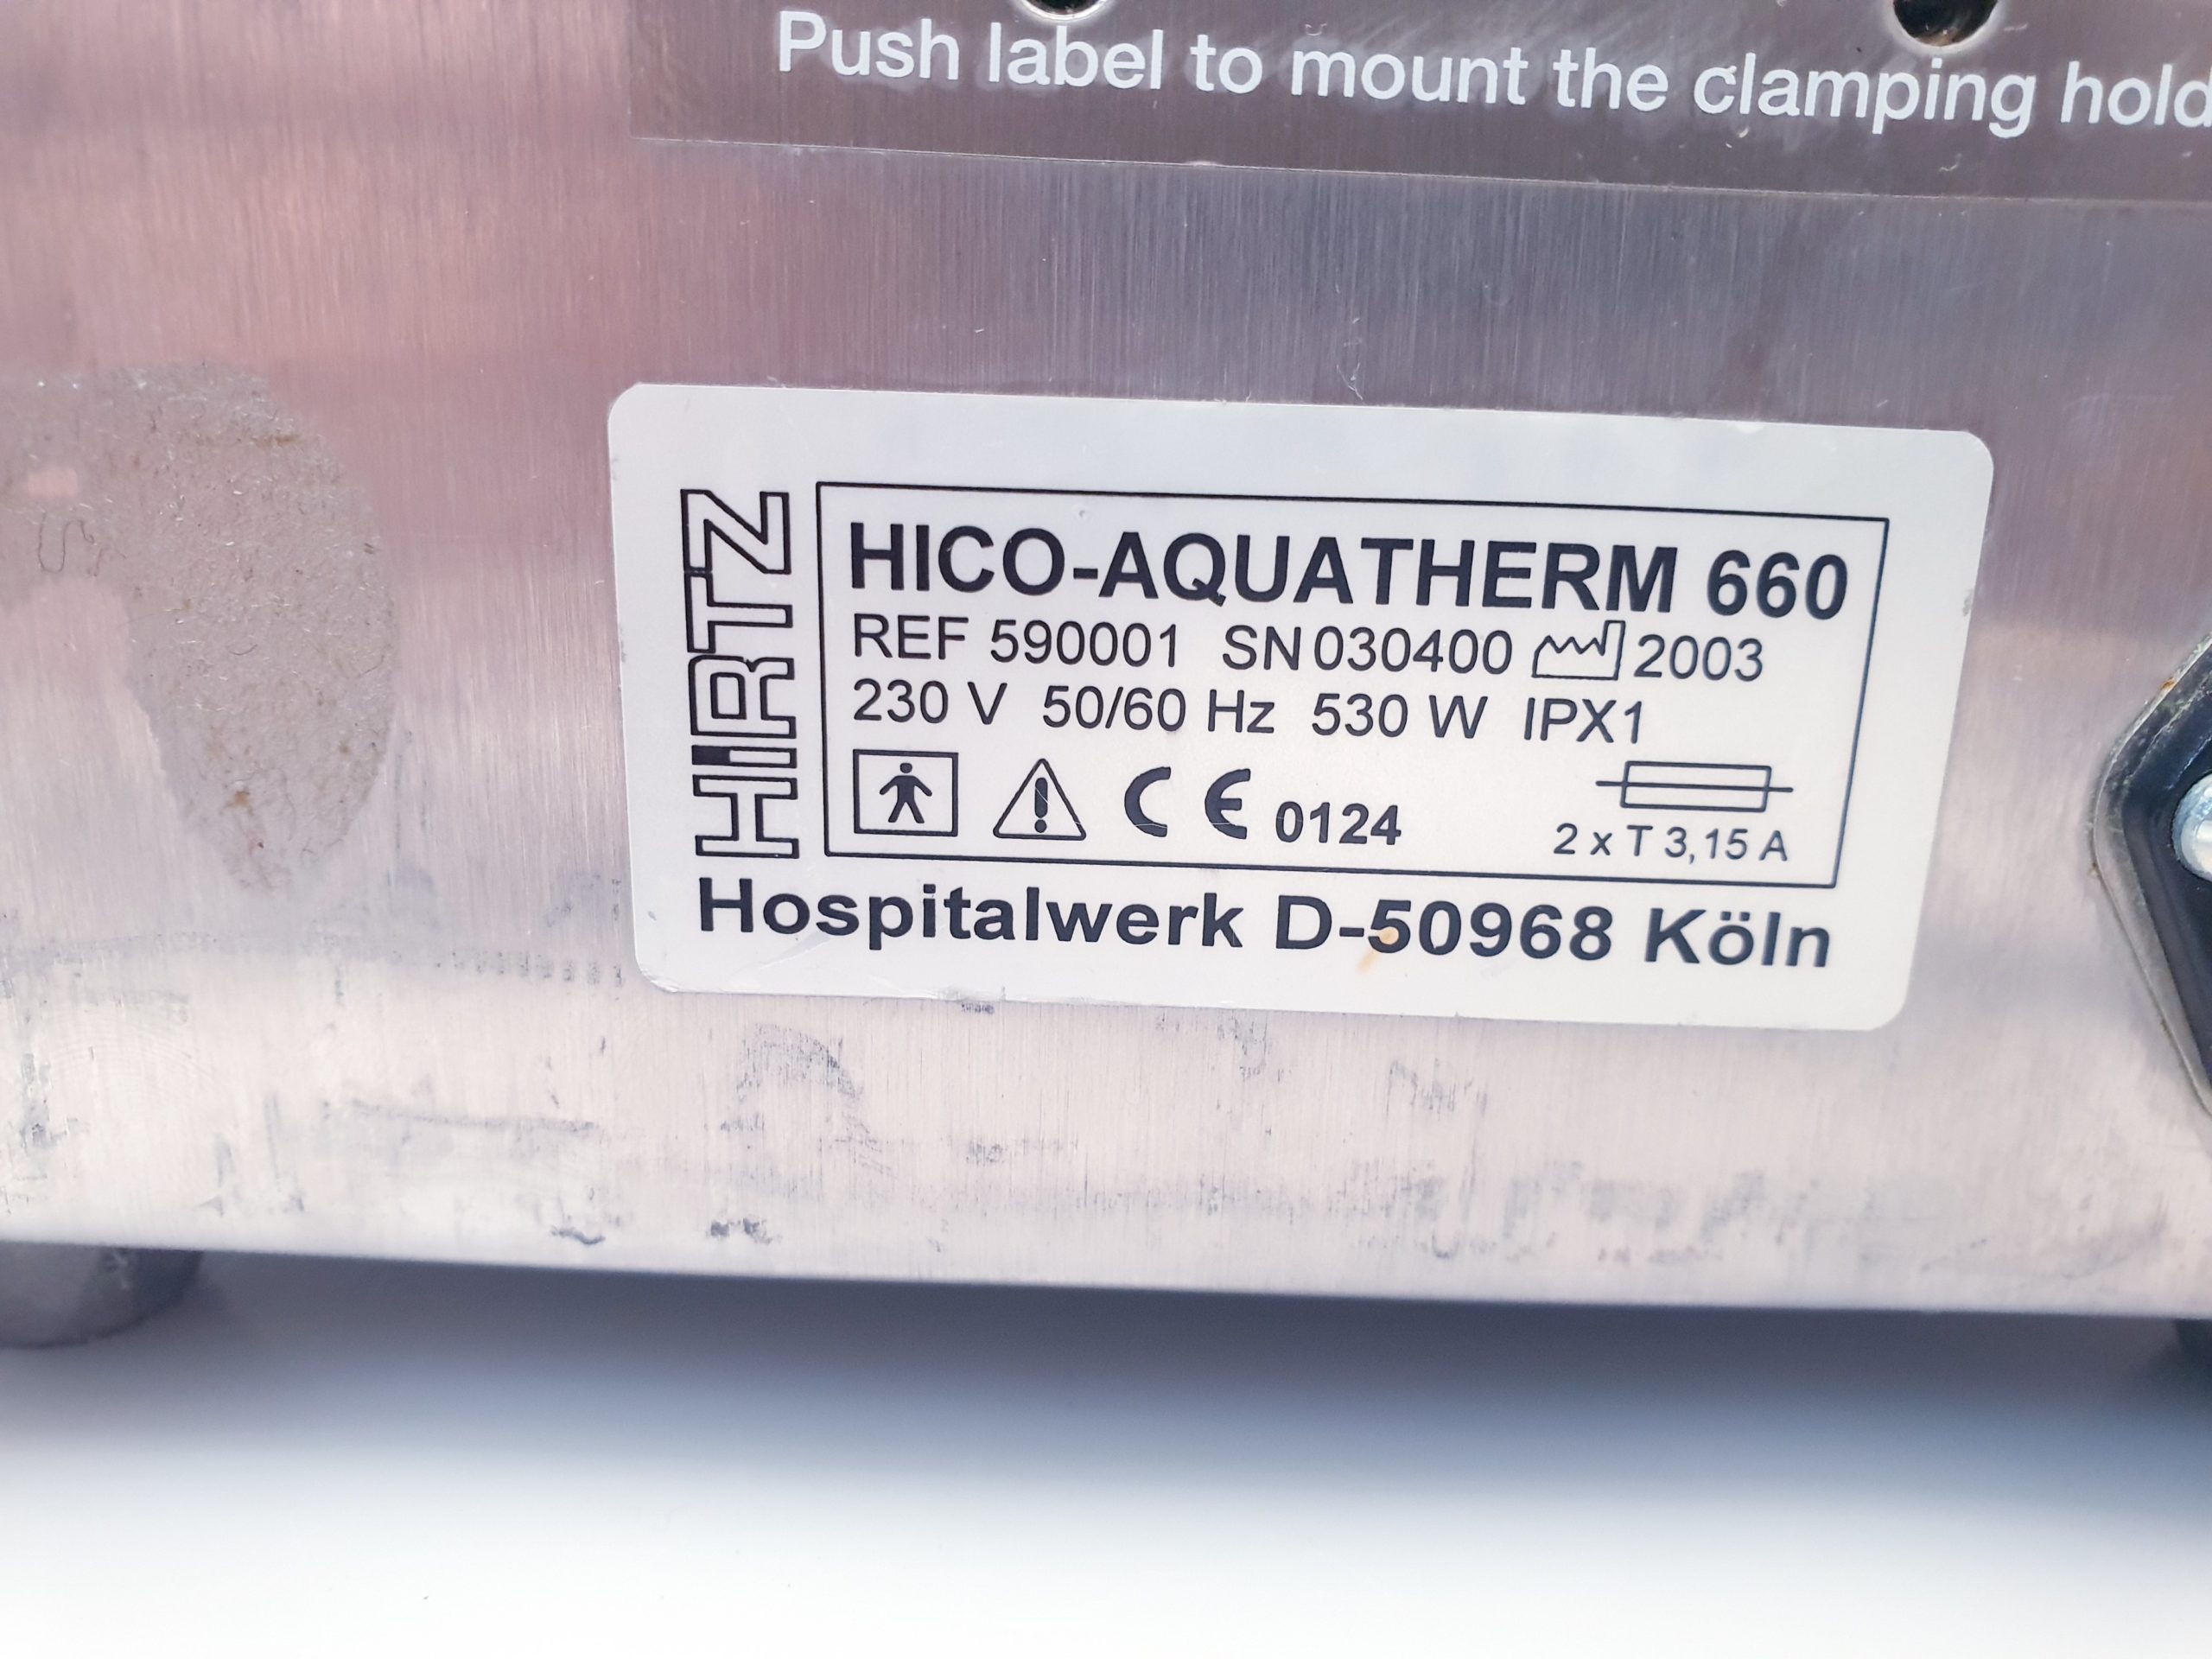 Push label to mount the clamping hold
HIRTZ
HICO-AQUATHERM 660
REF 590001 SN 030400 2003
230 V 50/60 Hz 530 W IPX1
CE 0124
2 x T 3,15 A
Hospitalwerk D-50968 Köln